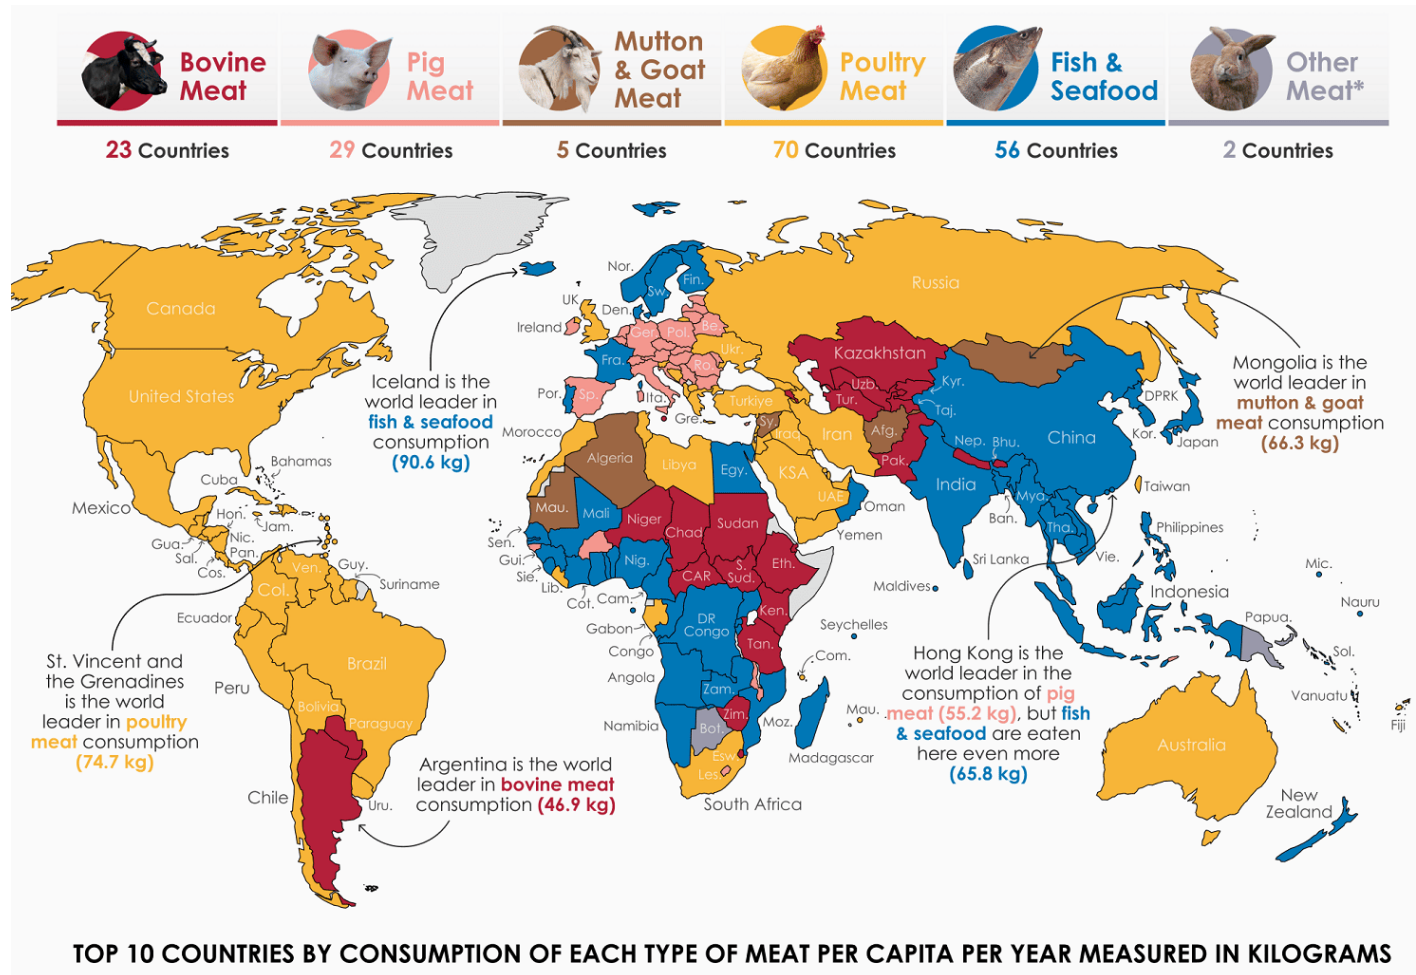 Bovine
Meat
Pig
Meat
Mutton
& Goat
Meat
Poultry
Meat
Fish &
Seafood
Other
Meat*
23 Countries
29 Countries
5 Countries
70 Countries
56 Countries
2 Countries
Canada
United States
Mexico
Cuba
Bahamas
Hon.
Jam.
Gua.
Nic.
Sal.
Pan.
Cos.
Ven.
Guy.
Suriname
Col.
Ecuador
Brazil
Peru
Bolivia
Paraguay
Chile
Uru.
Iceland is the
world leader in
fish & seafood
consumption
(90.6 kg)
St. Vincent and
the Grenadines
is the world
leader in poultry
meat consumption
(74.7 kg)
Argentina is the world
leader in bovine meat
consumption (46.9 kg)
Nor.
Sw.
Fin.
UK
Den.
Ireland
Ger.
Pol.
Be.
Fra.
Ukr.
Ro.
Por.
Sp.
Ita.
Gre.
Turkiye
Russia
Kazakhstan
Uzb.
Tur.
Kyr.
Taj.
Morocco
Algeria
Libya
Egy.
Sy.
Iraq
Iran
Afg.
Pak.
KSA
UAE
Oman
Yemen
Mau.
Mali
Niger
Chad
Sudan
Sen.
Gui.
Sie.
Lib.
Cot.
Nig.
Cam.
CAR
S.
Sud.
Eth.
Gabon
Congo
DR
Congo
Ken.
Tan.
Angola
Zam.
Namibia
Bot.
Zim.
Moz.
Esw.
Les.
South Africa
Madagascar
Seychelles
Com.
Mau.
Maldives
Nep.
Bhu.
India
Ban.
Sri Lanka
China
Mya.
Tha.
Vie.
DPRK
Kor.
Japan
Taiwan
Philippines
Indonesia
Papua.
Mic.
Nauru
Sol.
Vanuatu
Fiji
Australia
New
Zealand
Mongolia is the
world leader in
mutton & goat
meat consumption
(66.3 kg)
Hong Kong is the
world leader in the
consumption of pig
meat (55.2 kg), but fish
& seafood are eaten
here even more
(65.8 kg)
TOP 10 COUNTRIES BY CONSUMPTION OF EACH TYPE OF MEAT PER CAPITA PER YEAR MEASURED IN KILOGRAMS